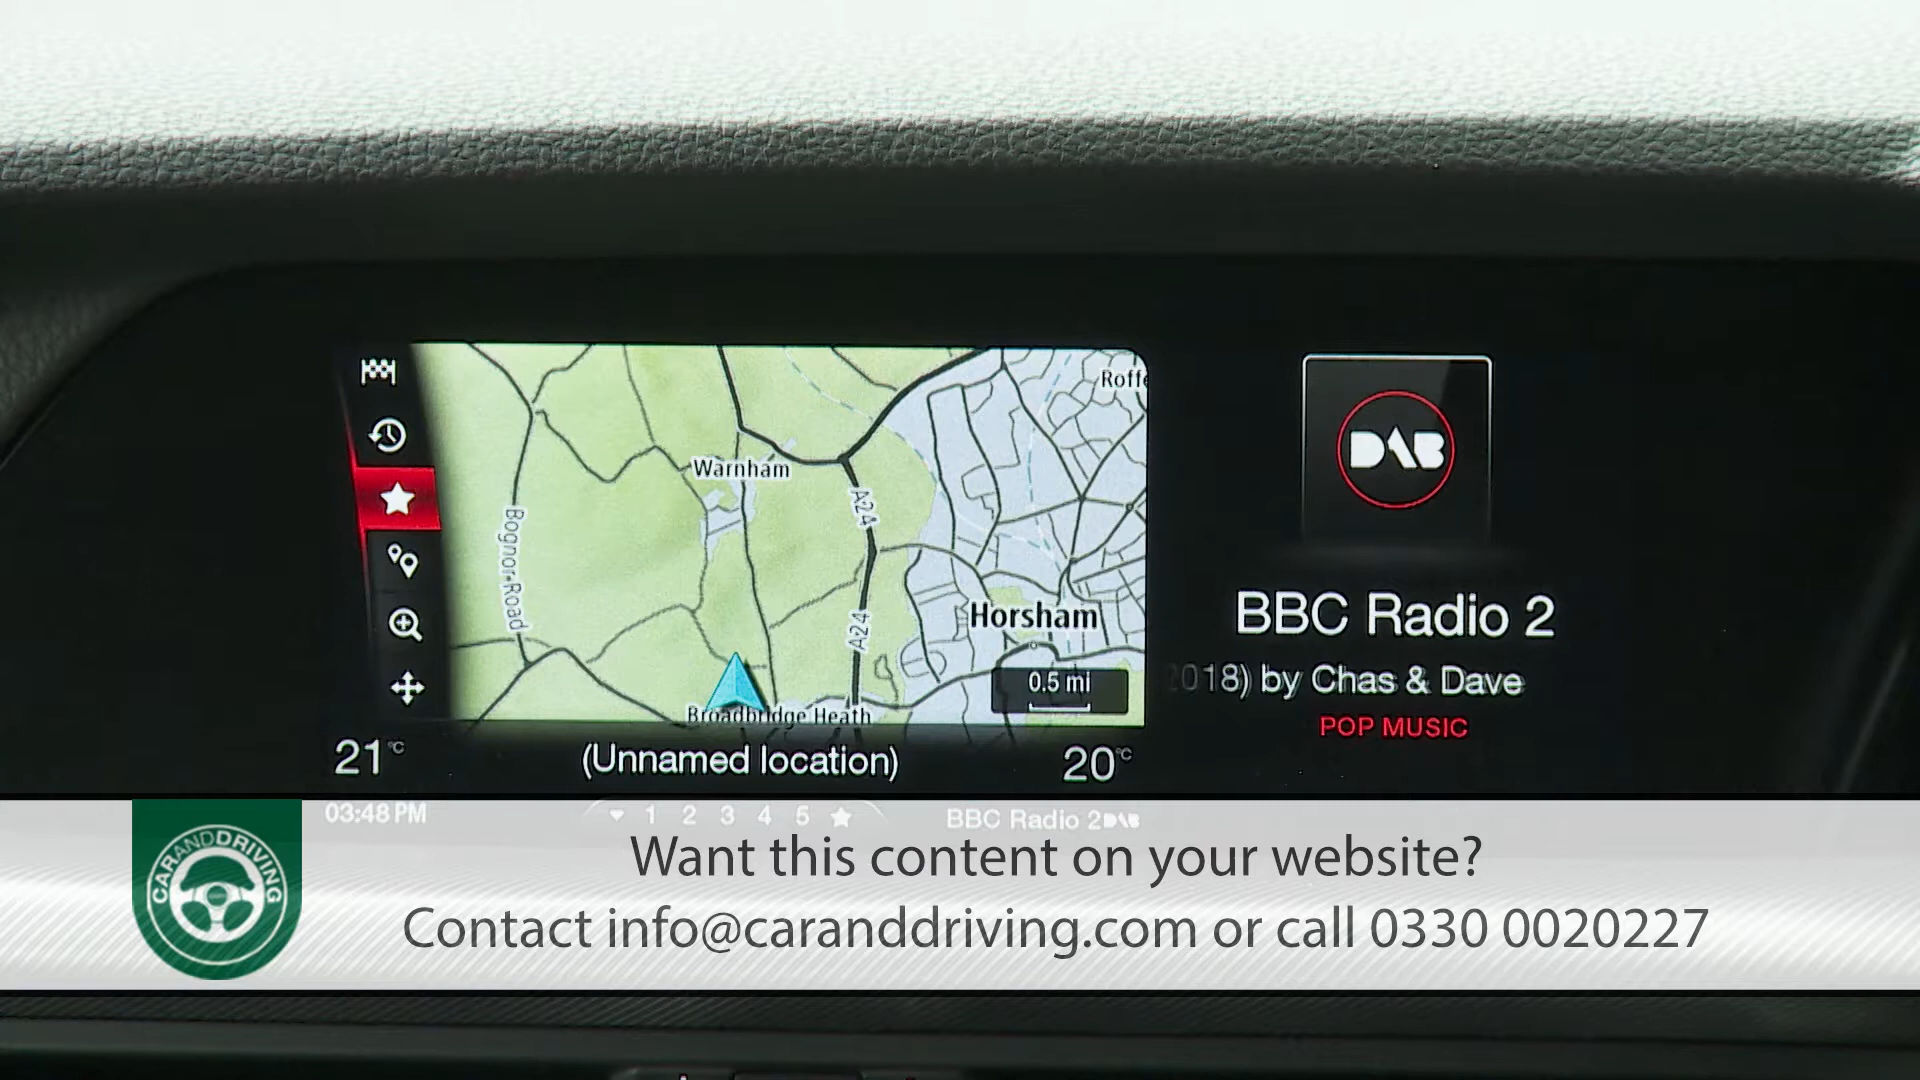 Roffe
Warnham
A24
Bognor Road
A24
Horsham
0.5 mi
Broadbridge Heath
21°C
(Unnamed location)
20°C
DAB
BBC Radio 2
2018) by Chas & Dave
POP MUSIC
03:48 PM
1 2 3 4 5
BBC Radio 2 DAB
CARANDDRIVING
Want this content on your website?
Contact info@caranddriving.com or call 0330 0020227